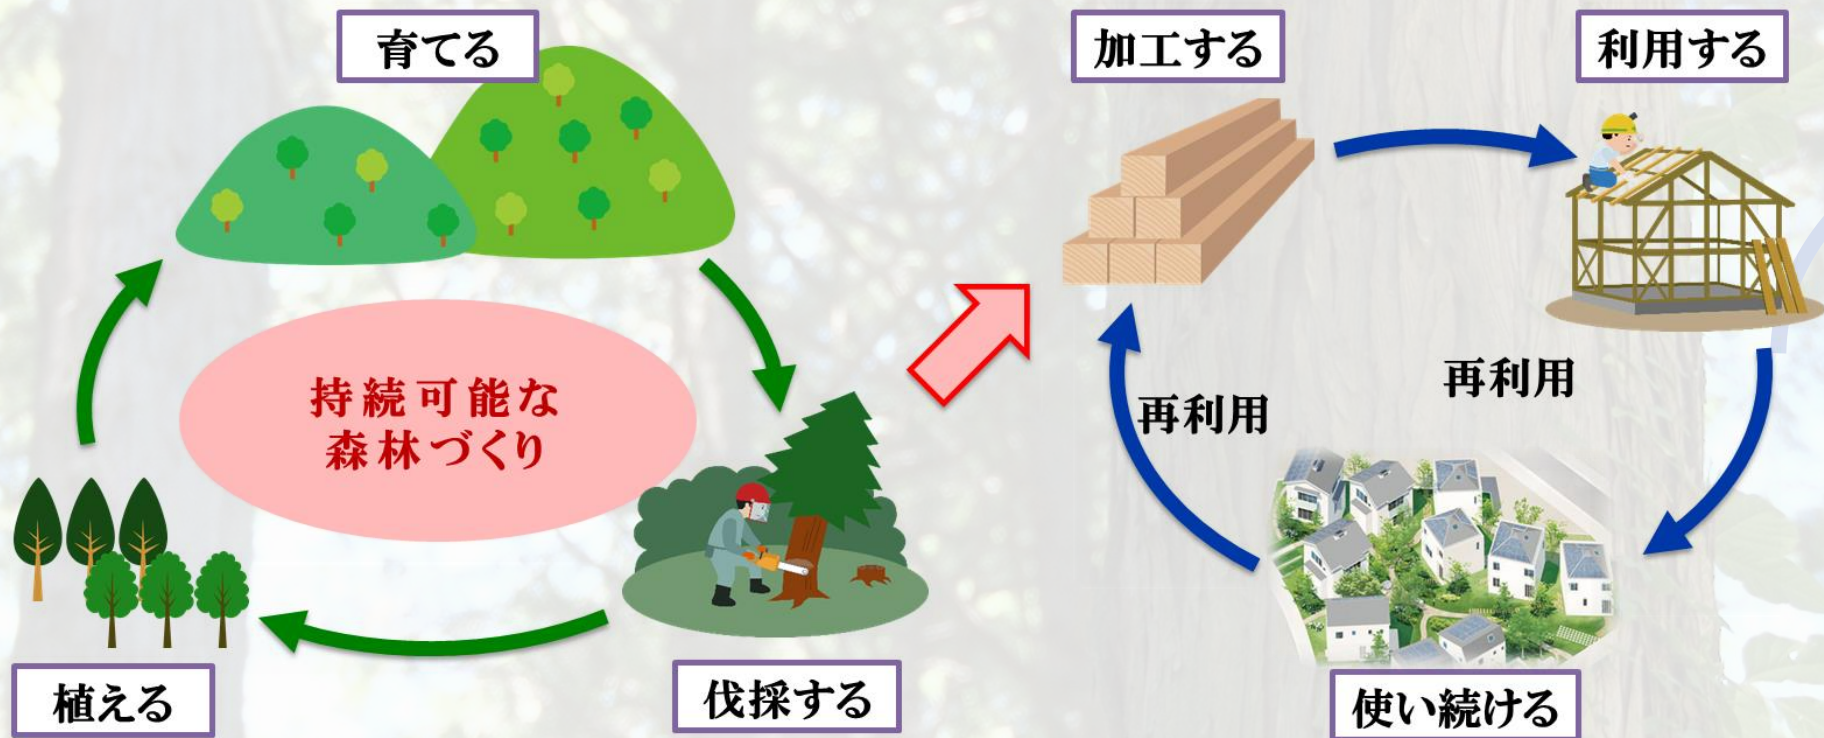 育てる
加工する
利用する
持続可能な
森林づくり
再利用
再利用
植える
伐採する
使い続ける